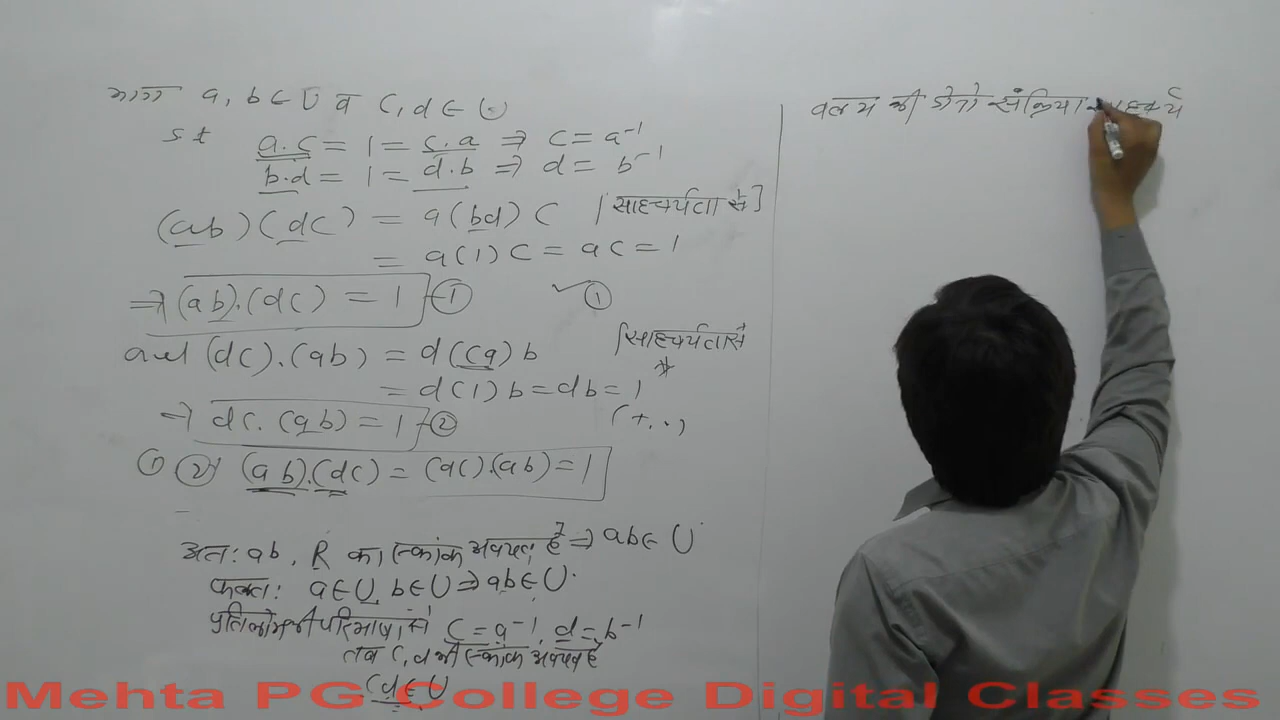 माना a, b ∈ U व c, d ∈ U
s.t
a.c = 1 = c.a ⇒ c = a⁻¹
b.d = 1 = d.b ⇒ d = b⁻¹
(ab)(dc) = a(bd)c [साहचर्यता से]
= a(1)c = ac = 1
⇒ (ab).(dc) = 1 –①
✓①
and (dc).(ab) = d(ca)b [साहचर्यता से
= d(1)b = db = 1
(+, .)
⇒ dc.(ab) = 1 –②
① ② से (ab).(dc) = (dc).(ab) = 1
अत: ab, R का एकांक अवयव है ⇒ ab ∈ U
फलत: a ∈ U, b ∈ U ⇒ ab ∈ U.
प्रतिलोम की परिभाषा से c = a⁻¹, d = b⁻¹
तब c, d भी एकांक अवयव है
cd ∈ U
वलय की दोनो संक्रिया
Mehta PG College Digital Classes